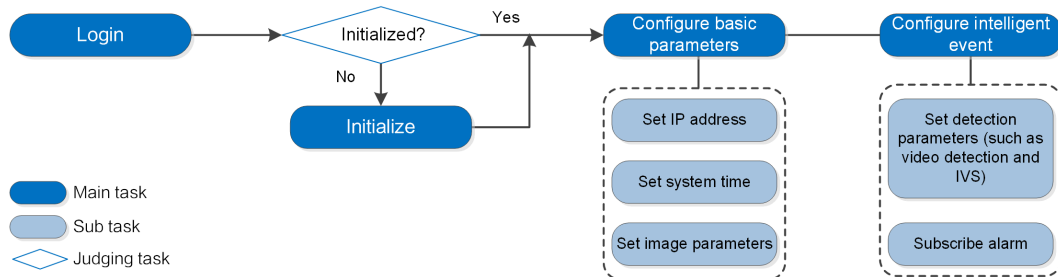 Login
Initialized?
Yes
No
Initialize
Configure basic
parameters
Configure intelligent
event
Set IP address
Set system time
Set image parameters
Set detection
parameters (such as
video detection and
IVS)
Subscribe alarm
Main task
Sub task
Judging task